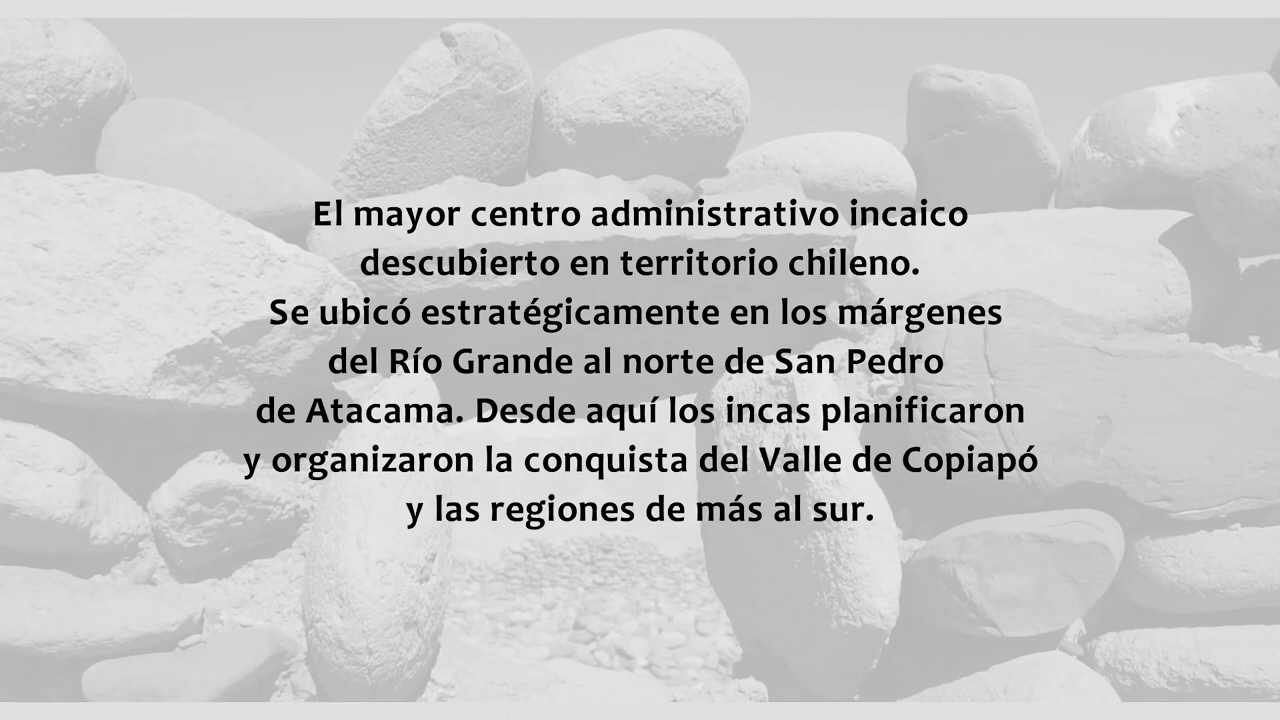 El mayor centro administrativo incaico
descubierto en territorio chileno.
Se ubicó estratégicamente en los márgenes
del Río Grande al norte de San Pedro
de Atacama. Desde aquí los incas planificaron
y organizaron la conquista del Valle de Copiapó
y las regiones de más al sur.